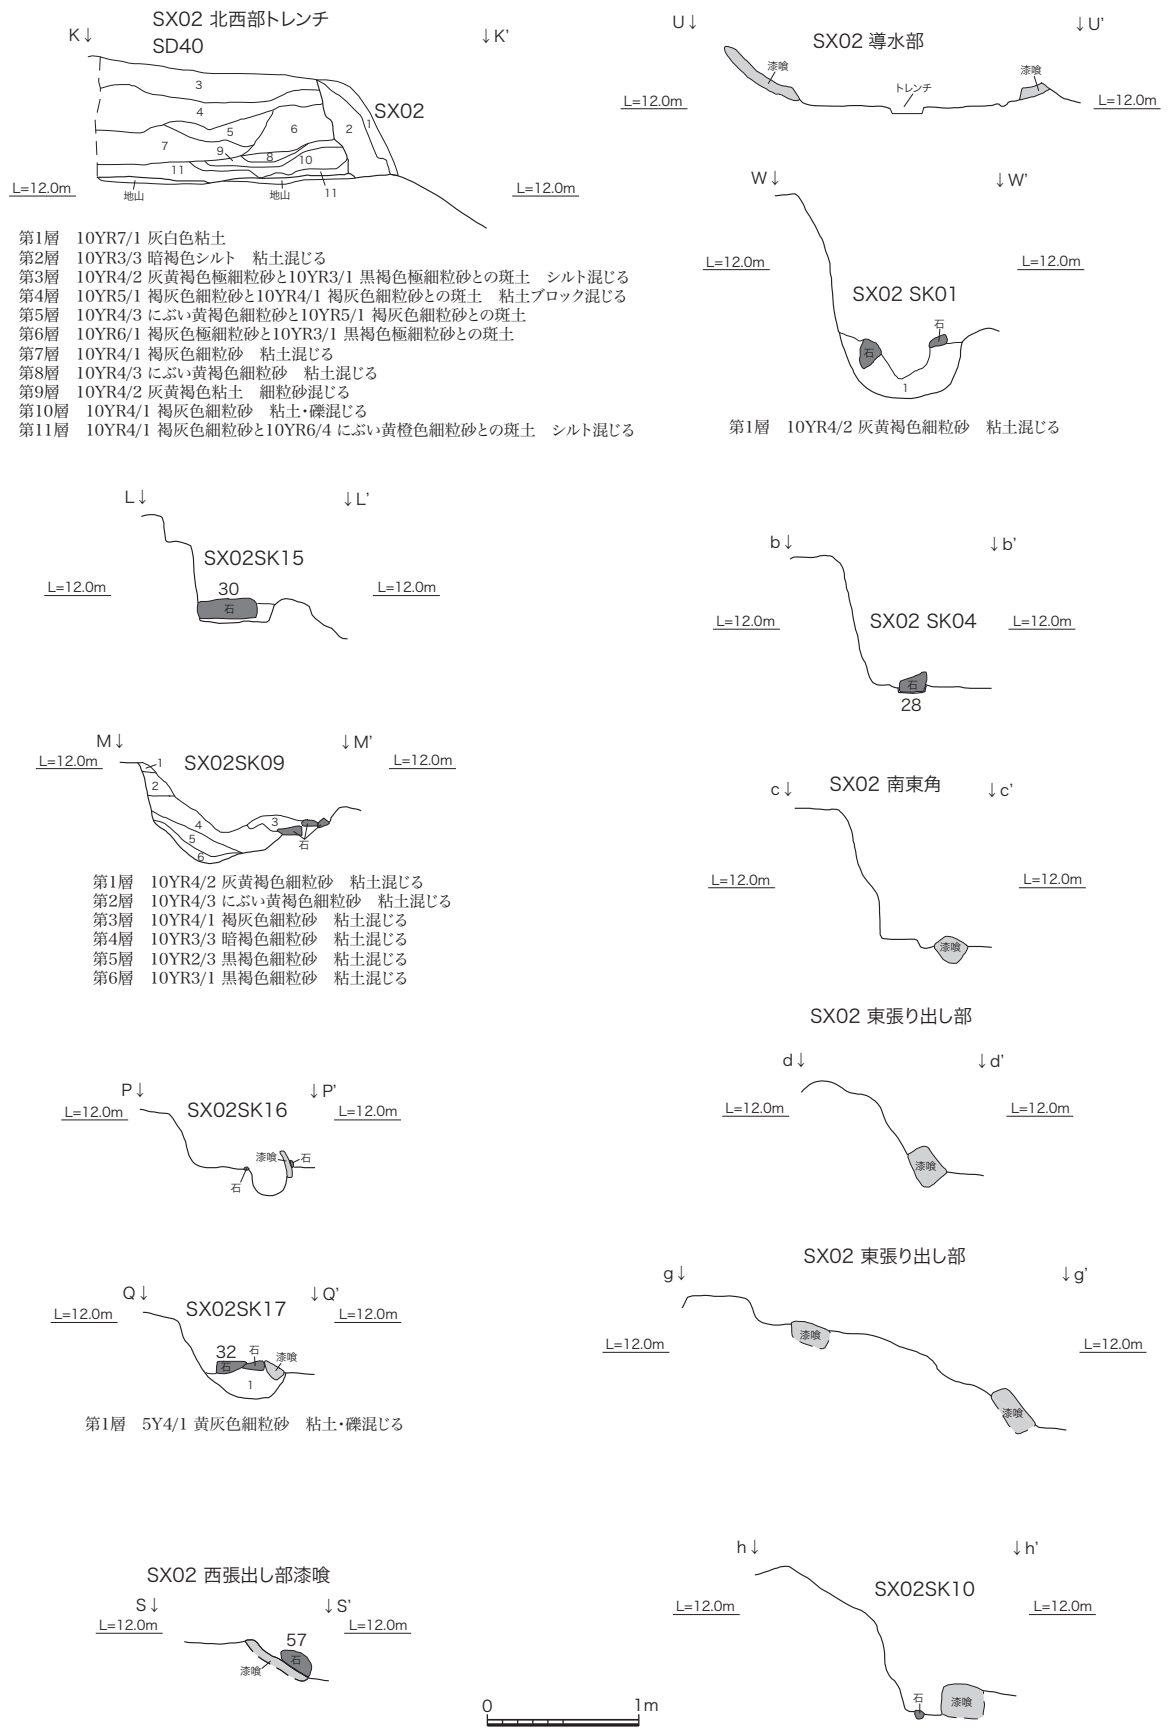 SX02 北西部トレンチ
K↓ ↓K'
SD40
3
4
5
6
2
1
SX02
7
9
8
10
11
11
L=12.0m L=12.0m
地山 地山
第1層 10YR7/1 灰白色粘土
第2層 10YR3/3 暗褐色シルト 粘土混じる
第3層 10YR4/2 灰黄褐色極細粒砂と10YR3/1 黒褐色極細粒砂との斑土 シルト混じる
第4層 10YR5/1 褐灰色細粒砂と10YR4/1 褐灰色細粒砂との斑土 粘土ブロック混じる
第5層 10YR4/3 にぶい黄褐色細粒砂と10YR5/1 褐灰色細粒砂との斑土
第6層 10YR6/1 褐灰色極細粒砂と10YR3/1 黒褐色極細粒砂との斑土
第7層 10YR4/1 褐灰色細粒砂 粘土混じる
第8層 10YR4/3 にぶい黄褐色細粒砂 粘土混じる
第9層 10YR4/2 灰黄褐色粘土 細粒砂混じる
第10層 10YR4/1 褐灰色細粒砂 粘土・礫混じる
第11層 10YR4/1 褐灰色細粒砂と10YR6/4 にぶい黄橙色細粒砂との斑土 シルト混じる
L↓ ↓L'
SX02SK15
L=12.0m L=12.0m
30
石
M↓ ↓M'
L=12.0m SX02SK09 L=12.0m
1
2
3
4
5
6
石
第1層 10YR4/2 灰黄褐色細粒砂 粘土混じる
第2層 10YR4/3 にぶい黄褐色細粒砂 粘土混じる
第3層 10YR4/1 褐灰色細粒砂 粘土混じる
第4層 10YR3/3 暗褐色細粒砂 粘土混じる
第5層 10YR2/3 黒褐色細粒砂 粘土混じる
第6層 10YR3/1 黒褐色細粒砂 粘土混じる
P↓ ↓P'
L=12.0m SX02SK16 L=12.0m
漆喰 石
石
Q↓ ↓Q'
L=12.0m SX02SK17 L=12.0m
32 石 漆喰
石
1
第1層 5Y4/1 黄灰色細粒砂 粘土・礫混じる
SX02 西張出し部漆喰
S↓ ↓S'
L=12.0m L=12.0m
57
石
漆喰
0 1m
U↓ ↓U'
SX02 導水部
漆喰 漆喰
トレンチ
L=12.0m L=12.0m
W↓ ↓W'
L=12.0m L=12.0m
SX02 SK01
石
石
1
第1層 10YR4/2 灰黄褐色細粒砂 粘土混じる
b↓ ↓b'
L=12.0m SX02 SK04 L=12.0m
石
28
SX02 南東角
c↓ ↓c'
L=12.0m L=12.0m
漆喰
SX02 東張り出し部
d↓ ↓d'
L=12.0m L=12.0m
漆喰
SX02 東張り出し部
g↓ ↓g'
L=12.0m L=12.0m
漆喰
漆喰
h↓ ↓h'
SX02SK10
L=12.0m L=12.0m
石 漆喰